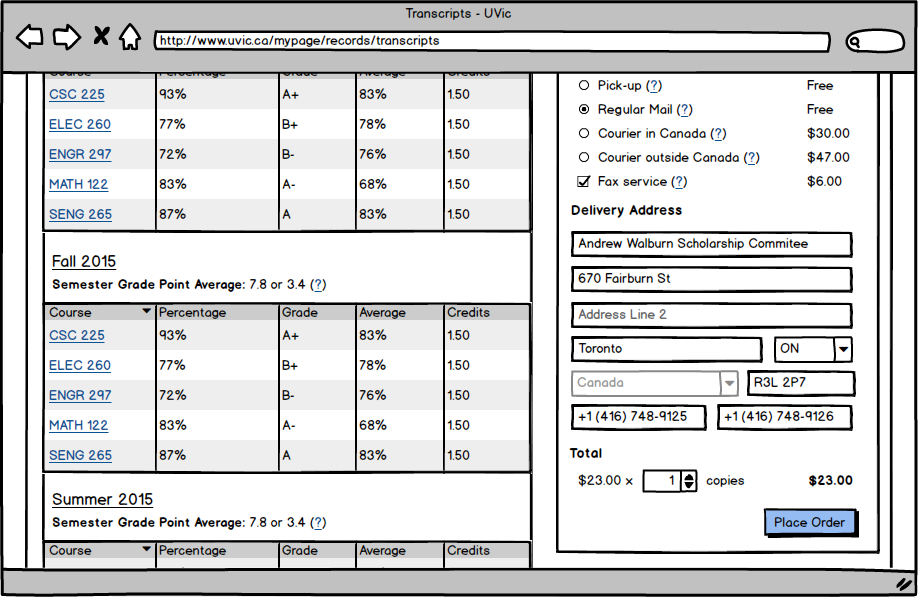 Transcripts - UVic
http://www.uvic.ca/mypage/records/transcripts
Course Percentage Grade Average Credits
CSC 225 93% A+ 83% 1.50
ELEC 260 77% B+ 78% 1.50
ENGR 297 72% B- 76% 1.50
MATH 122 83% A- 68% 1.50
SENG 265 87% A 83% 1.50
Fall 2015
Semester Grade Point Average: 7.8 or 3.4 (?)
Course Percentage Grade Average Credits
CSC 225 93% A+ 83% 1.50
ELEC 260 77% B+ 78% 1.50
ENGR 297 72% B- 76% 1.50
MATH 122 83% A- 68% 1.50
SENG 265 87% A 83% 1.50
Summer 2015
Semester Grade Point Average: 7.8 or 3.4 (?)
Course Percentage Grade Average Credits
Pick-up (?) Free
Regular Mail (?) Free
Courier in Canada (?) $30.00
Courier outside Canada (?) $47.00
Fax service (?) $6.00
Delivery Address
Andrew Walburn Scholarship Commitee
670 Fairburn St
Address Line 2
Toronto ON
Canada R3L 2P7
+1 (416) 748-9125 +1 (416) 748-9126
Total
$23.00 x 1 copies $23.00
Place Order